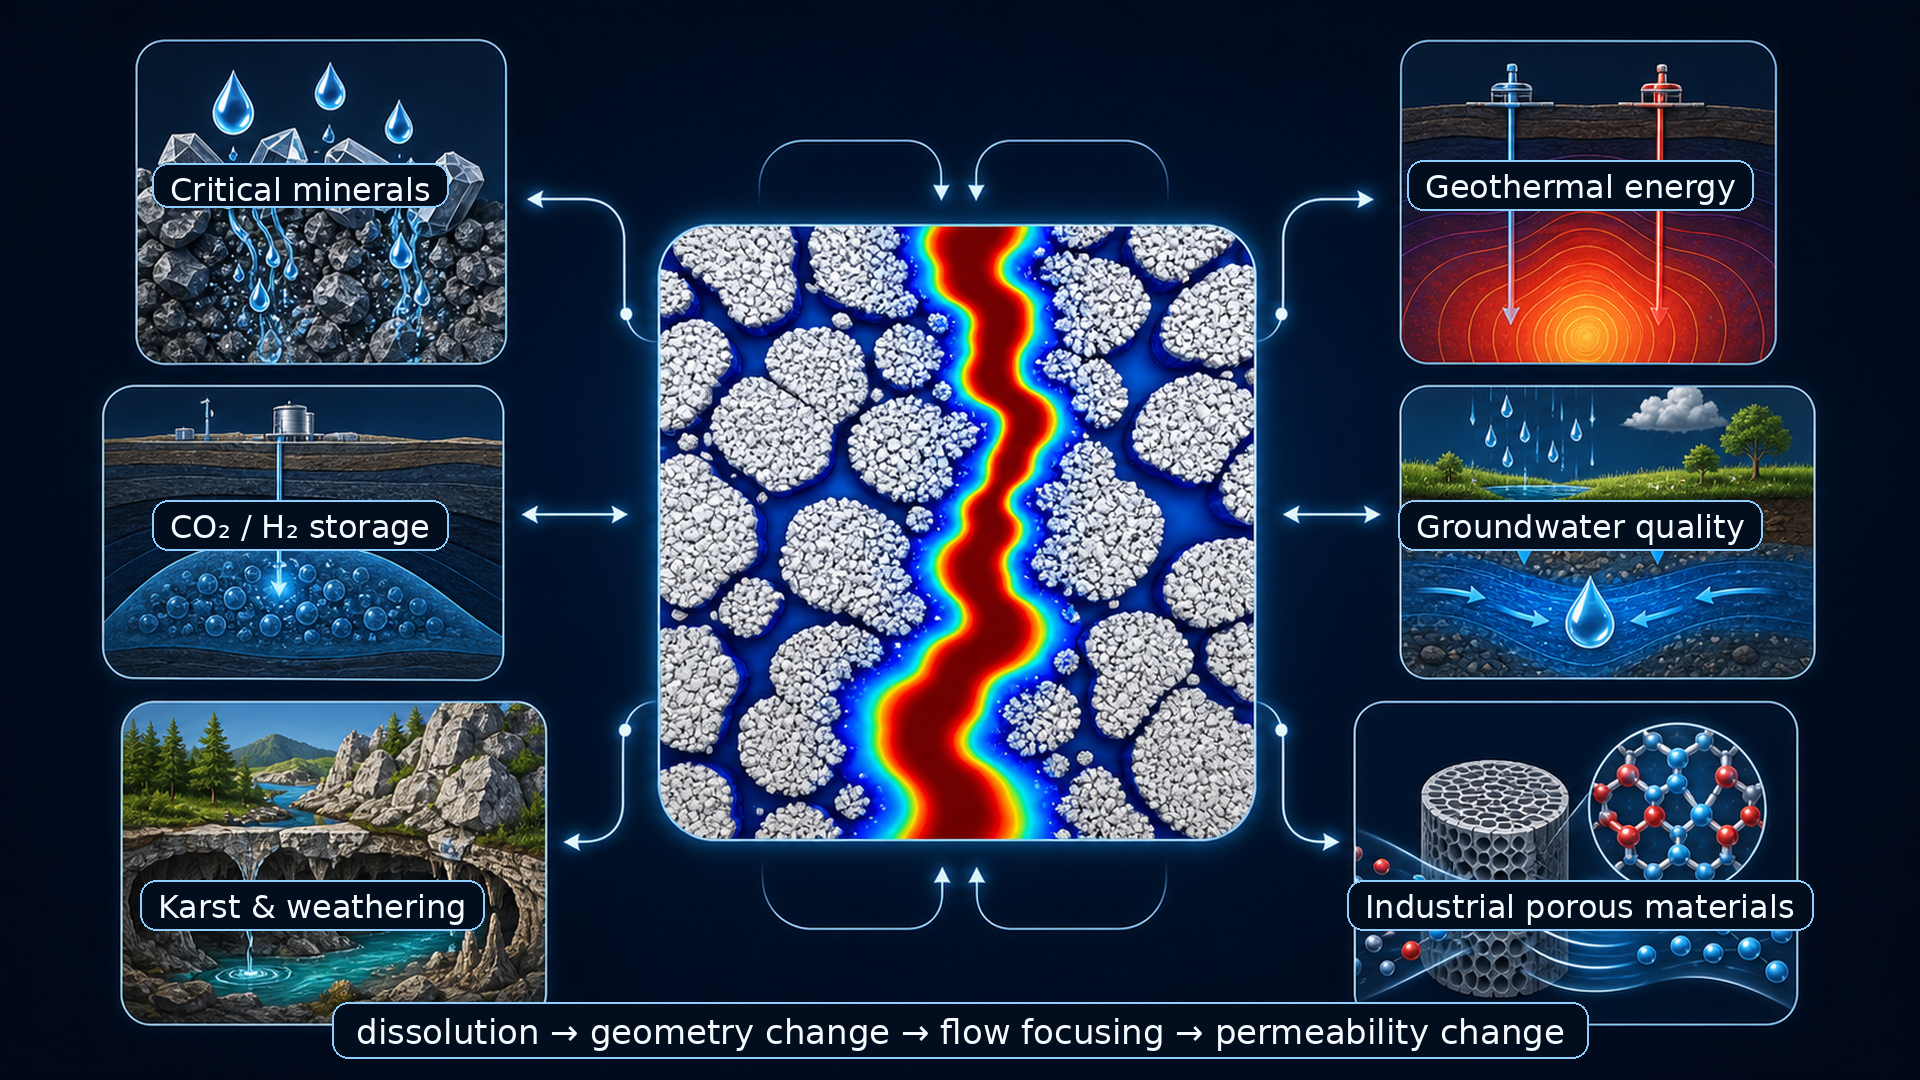 Critical minerals
Geothermal energy
CO₂ / H₂ storage
Groundwater quality
Karst & weathering
Industrial porous materials
dissolution → geometry change → flow focusing → permeability change